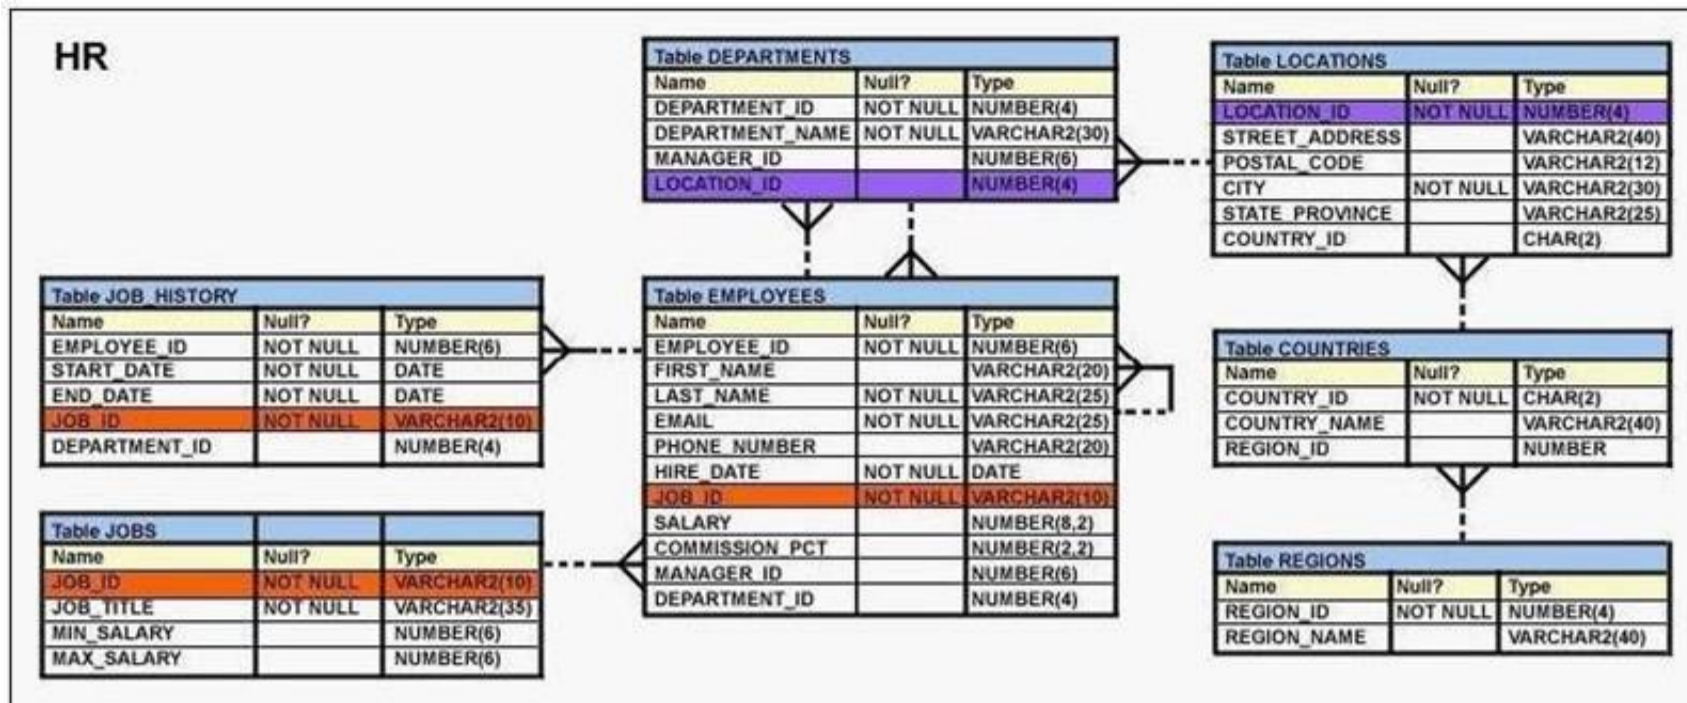 HR
Table DEPARTMENTS
Name Null? Type
DEPARTMENT_ID NOT NULL NUMBER(4)
DEPARTMENT_NAME NOT NULL VARCHAR2(30)
MANAGER_ID NUMBER(6)
LOCATION_ID NUMBER(4)
Table LOCATIONS
Name Null? Type
LOCATION_ID NOT NULL NUMBER(4)
STREET_ADDRESS VARCHAR2(40)
POSTAL_CODE VARCHAR2(12)
CITY NOT NULL VARCHAR2(30)
STATE_PROVINCE VARCHAR2(25)
COUNTRY_ID CHAR(2)
Table JOB_HISTORY
Name Null? Type
EMPLOYEE_ID NOT NULL NUMBER(6)
START_DATE NOT NULL DATE
END_DATE NOT NULL DATE
JOB_ID NOT NULL VARCHAR2(10)
DEPARTMENT_ID NUMBER(4)
Table EMPLOYEES
Name Null? Type
EMPLOYEE_ID NOT NULL NUMBER(6)
FIRST_NAME VARCHAR2(20)
LAST_NAME NOT NULL VARCHAR2(25)
EMAIL NOT NULL VARCHAR2(25)
PHONE_NUMBER VARCHAR2(20)
HIRE_DATE NOT NULL DATE
JOB_ID NOT NULL VARCHAR2(10)
SALARY NUMBER(8,2)
COMMISSION_PCT NUMBER(2,2)
MANAGER_ID NUMBER(6)
DEPARTMENT_ID NUMBER(4)
Table COUNTRIES
Name Null? Type
COUNTRY_ID NOT NULL CHAR(2)
COUNTRY_NAME VARCHAR2(40)
REGION_ID NUMBER
Table JOBS
Name Null? Type
JOB_ID NOT NULL VARCHAR2(10)
JOB_TITLE NOT NULL VARCHAR2(35)
MIN_SALARY NUMBER(6)
MAX_SALARY NUMBER(6)
Table REGIONS
Name Null? Type
REGION_ID NOT NULL NUMBER(4)
REGION_NAME VARCHAR2(40)